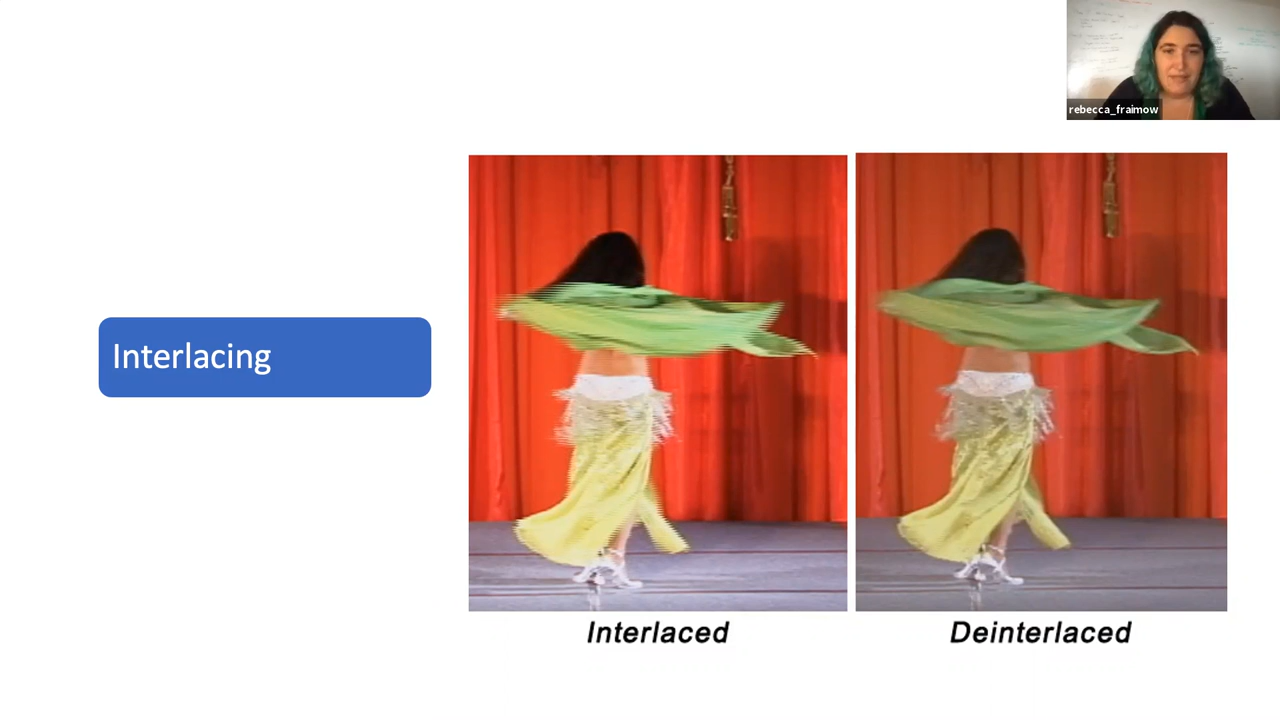 rebecca_fraimow
Interlacing
Interlaced
Deinterlaced